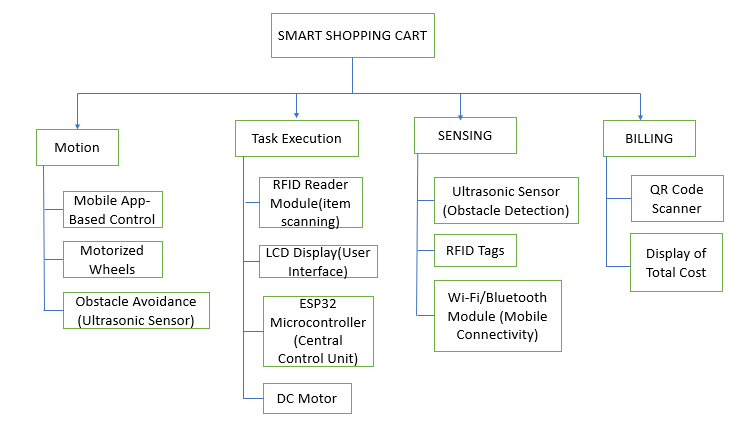 SMART SHOPPING CART
Motion
Mobile App-
Based Control
Motorized
Wheels
Obstacle Avoidance
(Ultrasonic Sensor)
Task Execution
RFID Reader
Module(item
scanning)
LCD Display(User
Interface)
ESP32
Microcontroller
(Central
Control Unit)
DC Motor
SENSING
Ultrasonic Sensor
(Obstacle Detection)
RFID Tags
Wi-Fi/Bluetooth
Module (Mobile
Connectivity)
BILLING
QR Code
Scanner
Display of
Total Cost